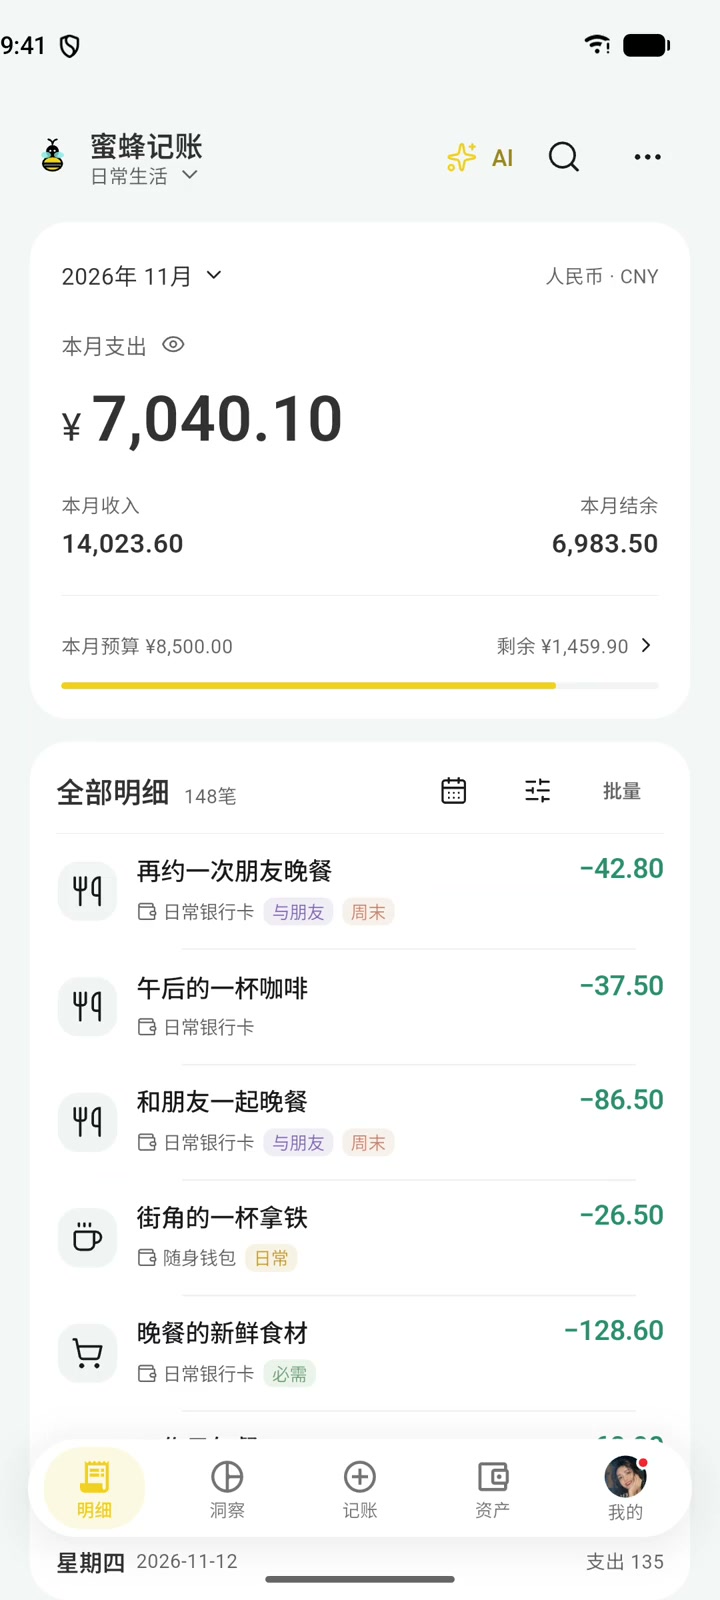 9:41
蜜蜂记账
日常生活
AI
2026年 11月
人民币 · CNY
本月支出
¥ 7,040.10
本月收入
本月结余
14,023.60
6,983.50
本月预算 ¥8,500.00
剩余 ¥1,459.90
全部明细 148笔
批量
再约一次朋友晚餐
−42.80
日常银行卡 与朋友 周末
午后的一杯咖啡
−37.50
日常银行卡
和朋友一起晚餐
−86.50
日常银行卡 与朋友 周末
街角的一杯拿铁
−26.50
随身钱包 日常
晚餐的新鲜食材
−128.60
日常银行卡 必需
明细
洞察
记账
资产
我的
星期四 2026-11-12
支出 135